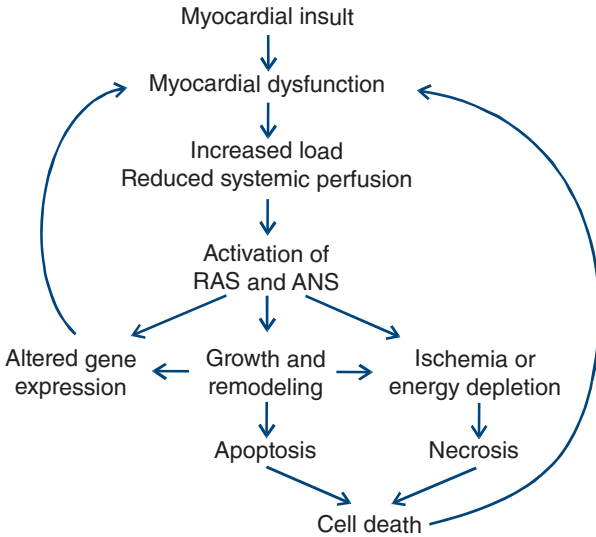 Myocardial insult
Myocardial dysfunction
Increased load
Reduced systemic perfusion
Activation of
RAS and ANS
Altered gene
expression
Growth and
remodeling
Ischemia or
energy depletion
Apoptosis
Necrosis
Cell death